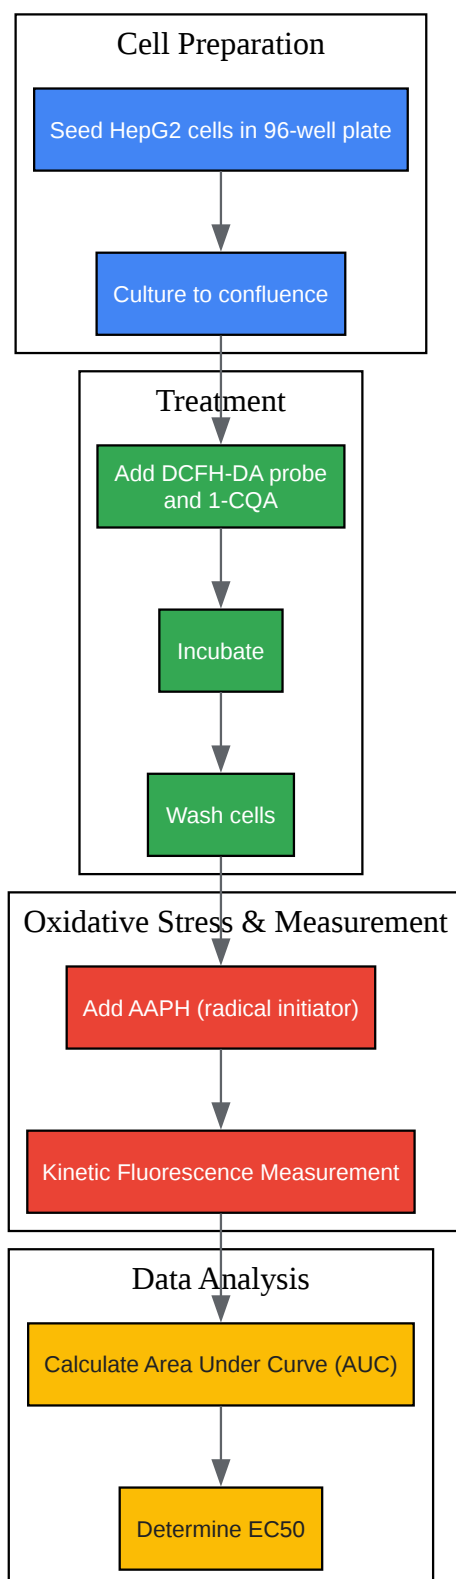 Cell Preparation
Seed HepG2 cells in 96-well plate
Culture to confluence
Treatment
Add DCFH-DA probe
and 1-CQA
Incubate
Wash cells
Oxidative Stress & Measurement
Add AAPH (radical initiator)
Kinetic Fluorescence Measurement
Data Analysis
Calculate Area Under Curve (AUC)
Determine EC50